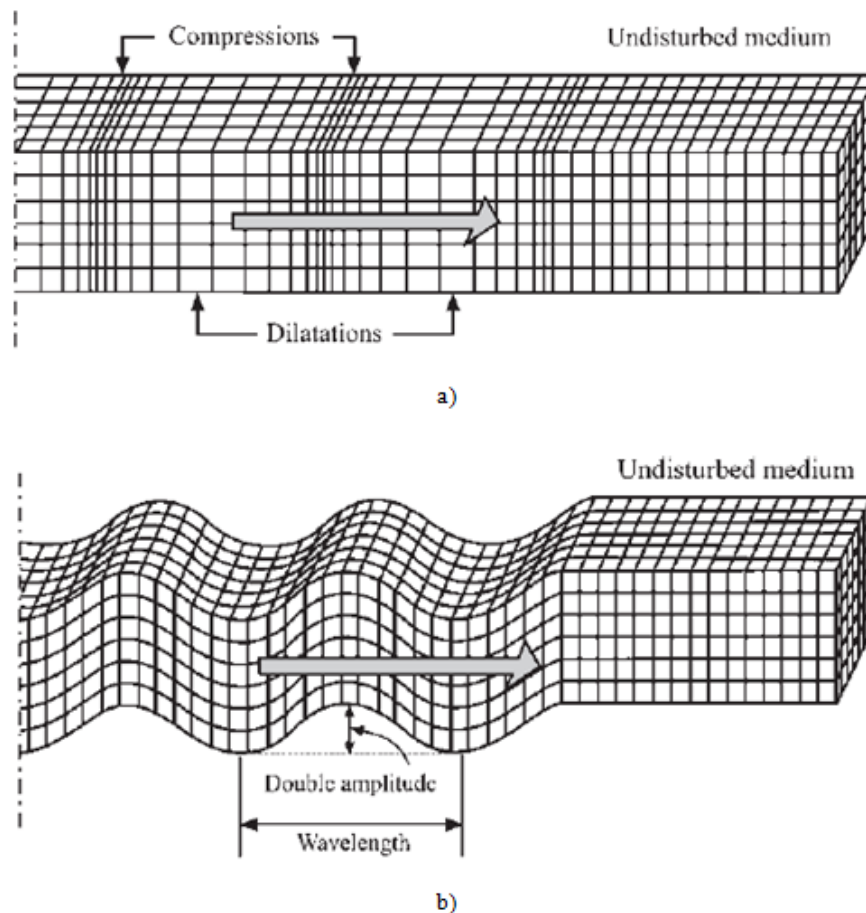 Compressions
Undisturbed medium
Dilatations
a)
Undisturbed medium
Double amplitude
Wavelength
b)